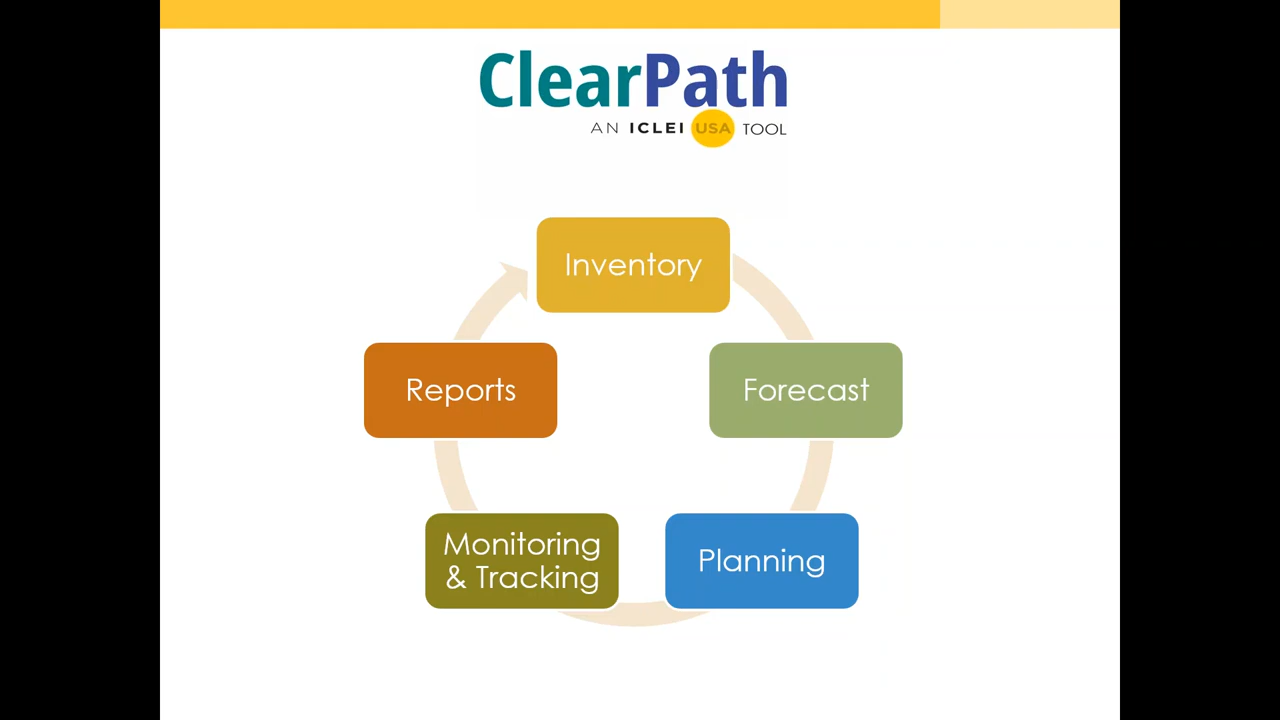 ClearPath
AN ICLEI USA TOOL
Inventory
Reports
Forecast
Monitoring
& Tracking
Planning